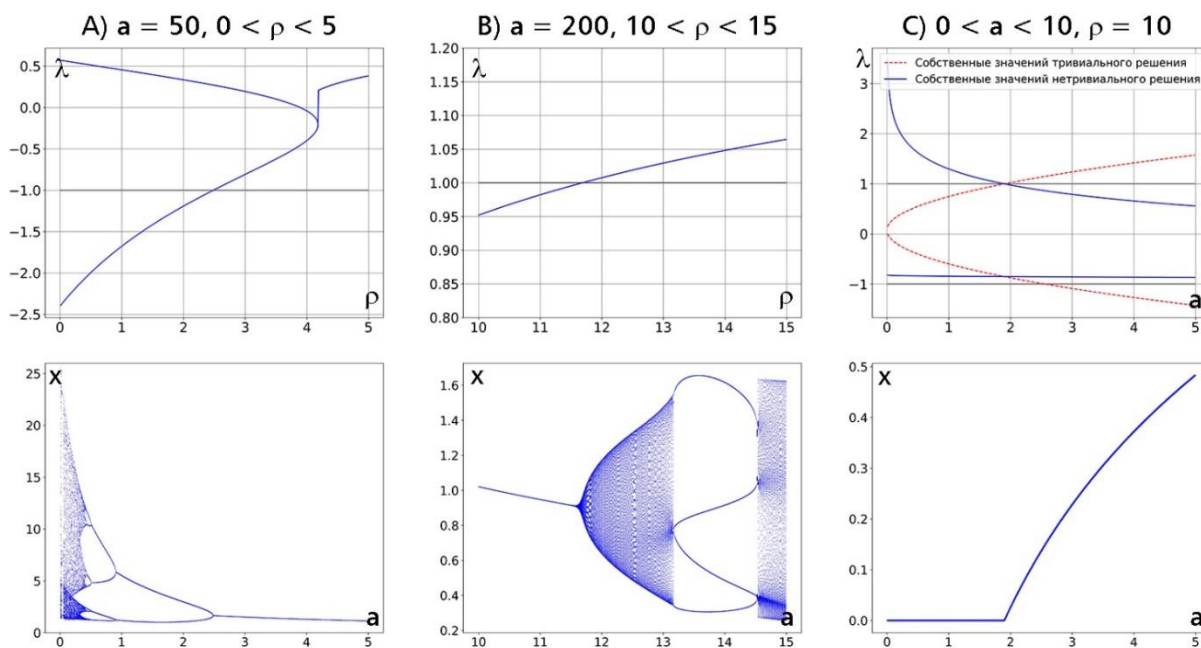 A) a = 50, 0 < ρ < 5
B) a = 200, 10 < ρ < 15
C) 0 < a < 10, ρ = 10
λ
0.5
0.0
−0.5
−1.0
−1.5
−2.0
−2.5
0 1 2 3 4 5
ρ
λ
1.20
1.15
1.10
1.05
1.00
0.95
0.90
0.85
0.80
10 11 12 13 14 15
ρ
λ
Собственные значений тривиального решения
Собственные значений нетривиального решения
3
2
1
0
−1
0 1 2 3 4 5
a
x
25
20
15
10
5
0
0 1 2 3 4 5
a
x
1.6
1.4
1.2
1.0
0.8
0.6
0.4
0.2
10 11 12 13 14 15
a
x
0.5
0.4
0.3
0.2
0.1
0.0
0 1 2 3 4 5
a